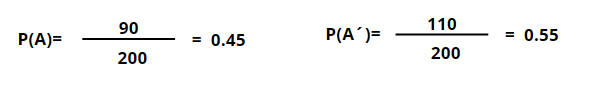 P(A)= 90 / 200 = 0.45
P(A´)= 110 / 200 = 0.55